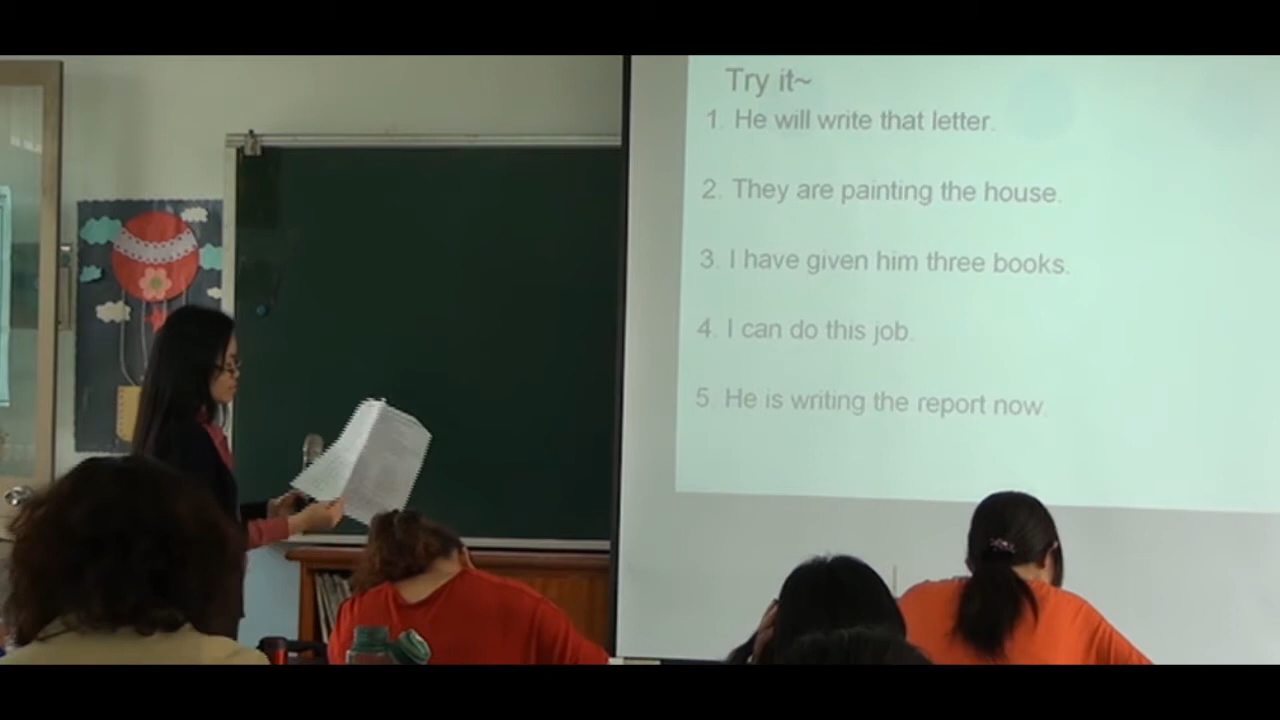 Try it~
1. He will write that letter.
2. They are painting the house.
3. I have given him three books.
4. I can do this job.
5. He is writing the report now.